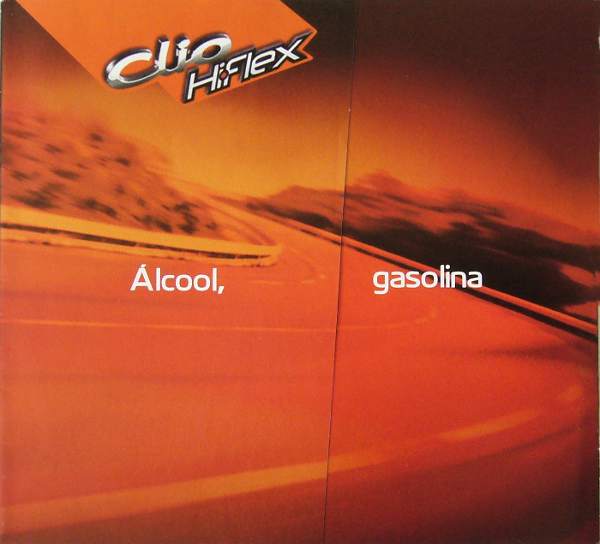 Clio
Hi-Flex
Álcool, gasolina